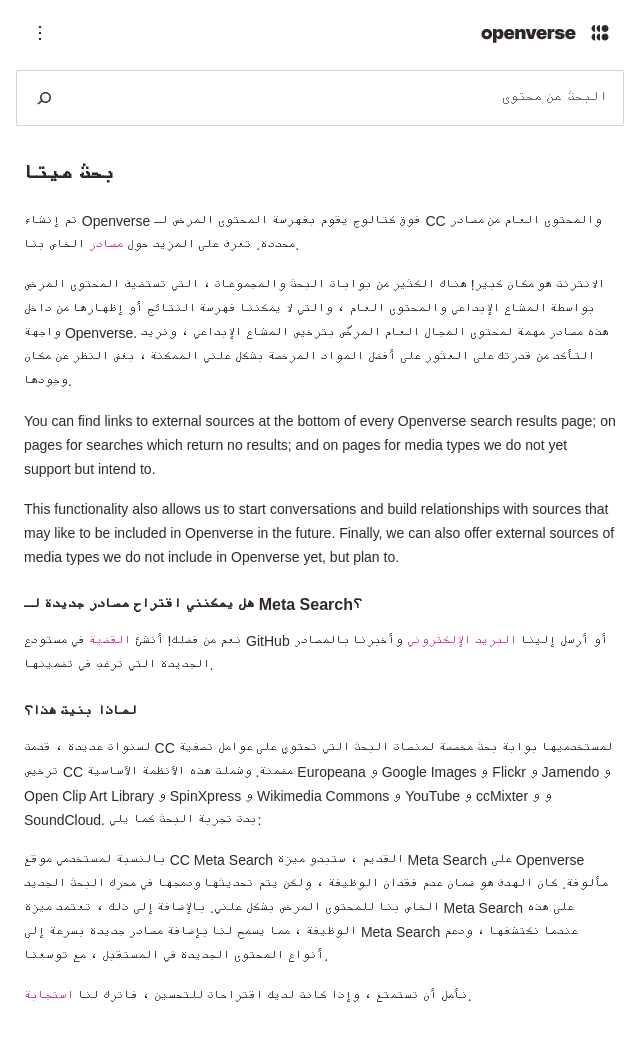 openverse
البحث عن محتوى
بحث ميتا
تم إنشاء Openverse فوق كتالوج يقوم بفهرسة المحتوى المرخص لـ CC والمحتوى العام من مصادر
محددة. تعرف على المزيد حول مصادر الخاص بنا.
الانترنت هو مكان كبير! هناك الكثير من بوابات البحث والمجموعات ، التي تستضيف المحتوى المرخص
بواسطة المشاع الإبداعي والمحتوى العام ، والتي لا يمكننا فهرسة النتائج أو إظهارها من داخل
واجهة Openverse. هذه مصادر مهمة لمحتوى المجال العام المرخّص بترخيص المشاع الإبداعي ، ونريد
التأكد من قدرتك على العثور على أفضل المواد المرخصة بشكل علني الممكنة ، بغض النظر عن مكان
وجودها.
You can find links to external sources at the bottom of every Openverse search results page; on
pages for searches which return no results; and on pages for media types we do not yet
support but intend to.
This functionality also allows us to start conversations and build relationships with sources that
may like to be included in Openverse in the future. Finally, we can also offer external sources of
media types we do not include in Openverse yet, but plan to.
هل يمكنني اقتراح مصادر جديدة لـ Meta Search؟
نعم من فضلك! أنشئ القضية في مستودع GitHub أو أرسل إلينا البريد الإلكتروني وأخبرنا بالمصادر
الجديدة التي ترغب في تضمينها.
لماذا بنيت هذا؟
لسنوات عديدة ، قدمت CC لمستخدميها بوابة بحث مخصصة لمنصات البحث التي تحتوي على عوامل تصفية
ترخيص CC مضمنة. وشملت هذه الأنظمة الأساسية Europeana و Google Images و Flickr و Jamendo و
Open Clip Art Library و SpinXpress و Wikimedia Commons و YouTube و ccMixter و و
SoundCloud. بدت تجربة البحث كما يلي:
بالنسبة لمستخدمي موقع CC Meta Search القديم ، ستبدو ميزة Meta Search على Openverse
مألوفة. كان الهدف هو ضمان عدم فقدان الوظيفة ، ولكن يتم تحديثها ودمجها في محرك البحث الجديد
الخاص بنا للمحتوى المرخص بشكل علني. بالإضافة إلى ذلك ، تعتمد ميزة Meta Search على هذه
الوظيفة ، مما يسمح لنا بإضافة مصادر جديدة بسرعة إلى Meta Search عندما نكتشفها ، ودعم
أنواع المحتوى الجديدة في المستقبل ، مع توسعنا.
نأمل أن تستمتع ، وإذا كانت لديك اقتراحات للتحسين ، فاترك لنا استجابة.